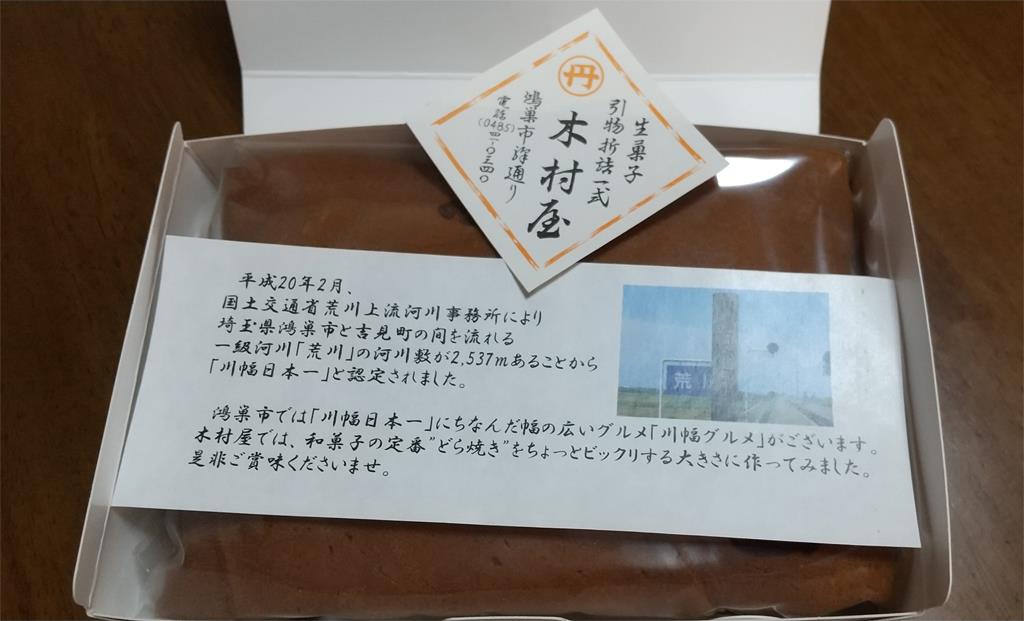 丹
生菓子
引物折詰一式
木村屋
鴻巣市 通り
電話(0485)四一-〇三四〇
平成20年2月、
国土交通省荒川上流河川事務所により
埼玉県鴻巣市と吉見町の間を流れる
一級河川「荒川」の河川数が2,537mあることから
「川幅日本一」と認定されました。
鴻巣市では「川幅日本一」にちなんだ幅の広いグルメ「川幅グルメ」がございます。
木村屋では、和菓子の定番"どら焼き"をちょっとビックリする大きさに作ってみました。
是非ご賞味くださいませ。
荒川